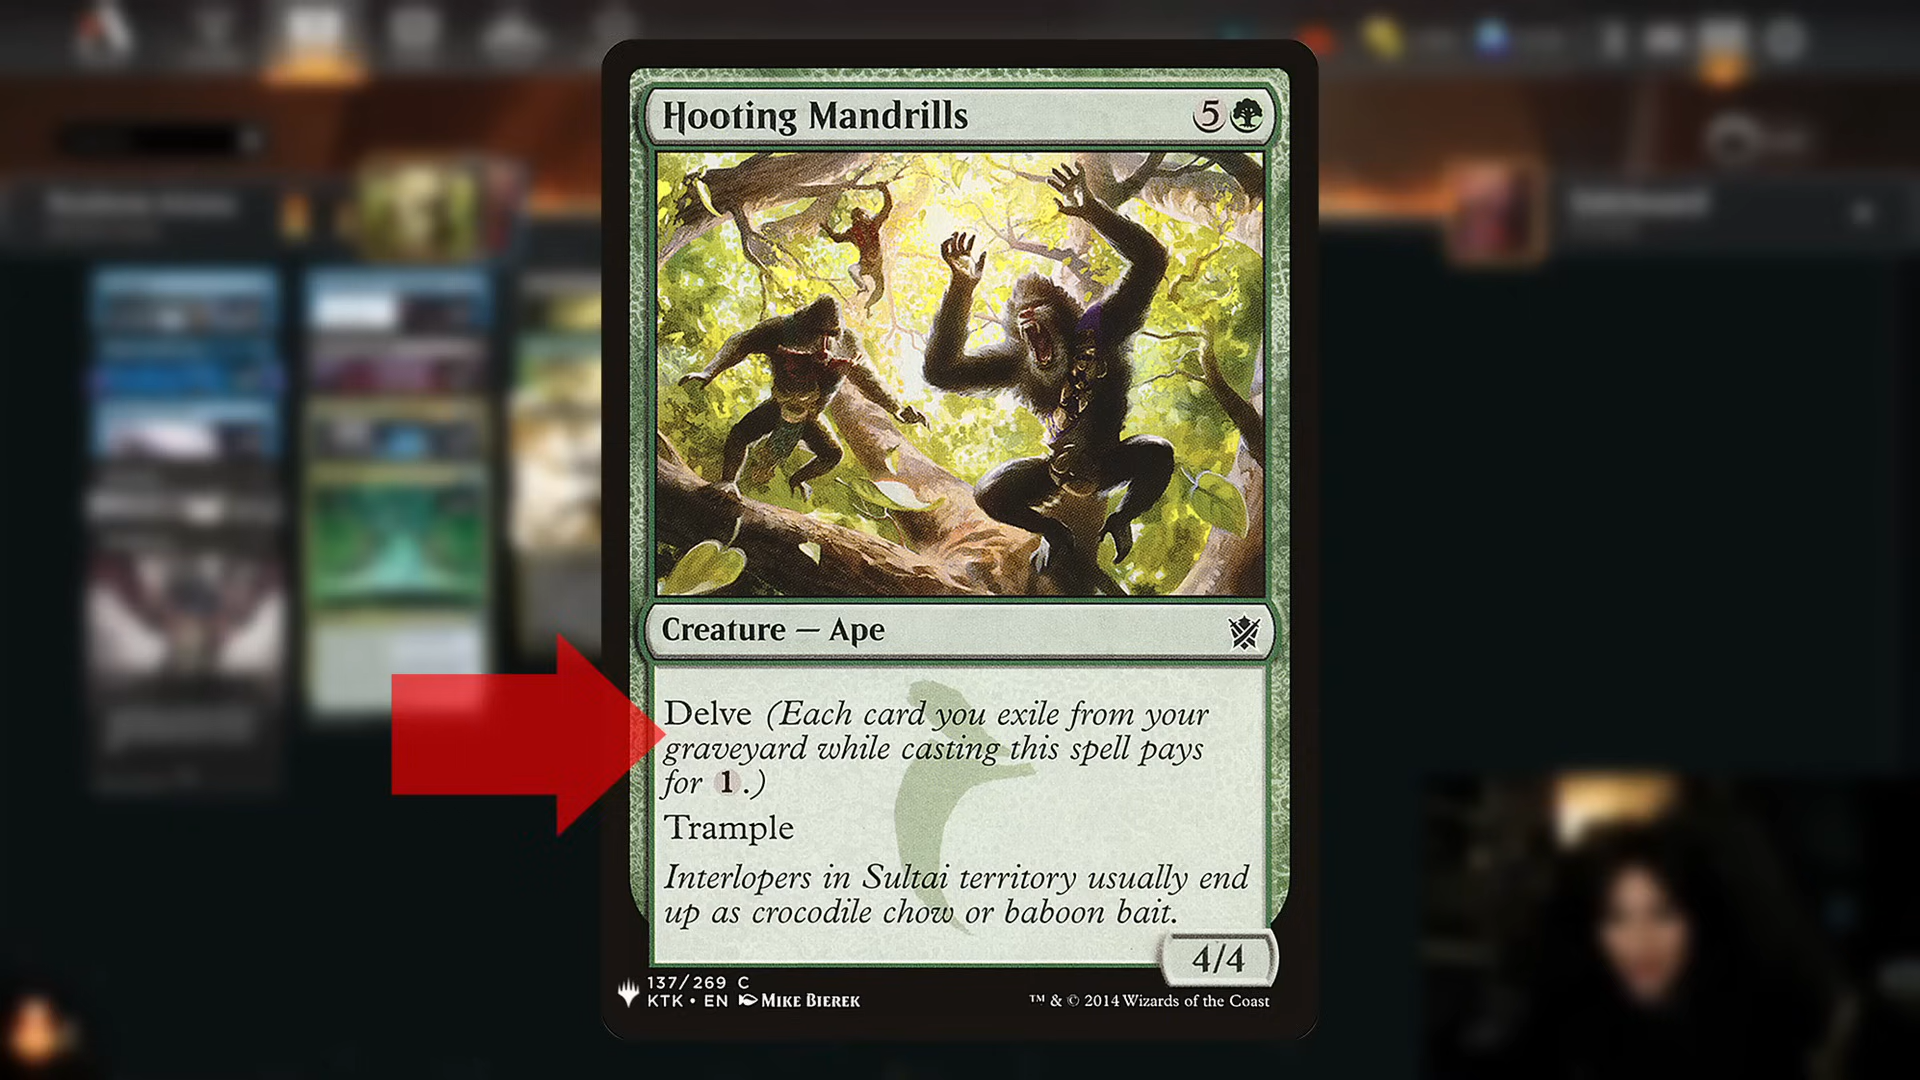 Hooting Mandrills 5
Creature — Ape
Delve (Each card you exile from your
graveyard while casting this spell pays
for 1.)
Trample
Interlopers in Sultai territory usually end
up as crocodile chow or baboon bait.
4/4
137/269 C
KTK • EN Mike Bierek
™ & © 2014 Wizards of the Coast